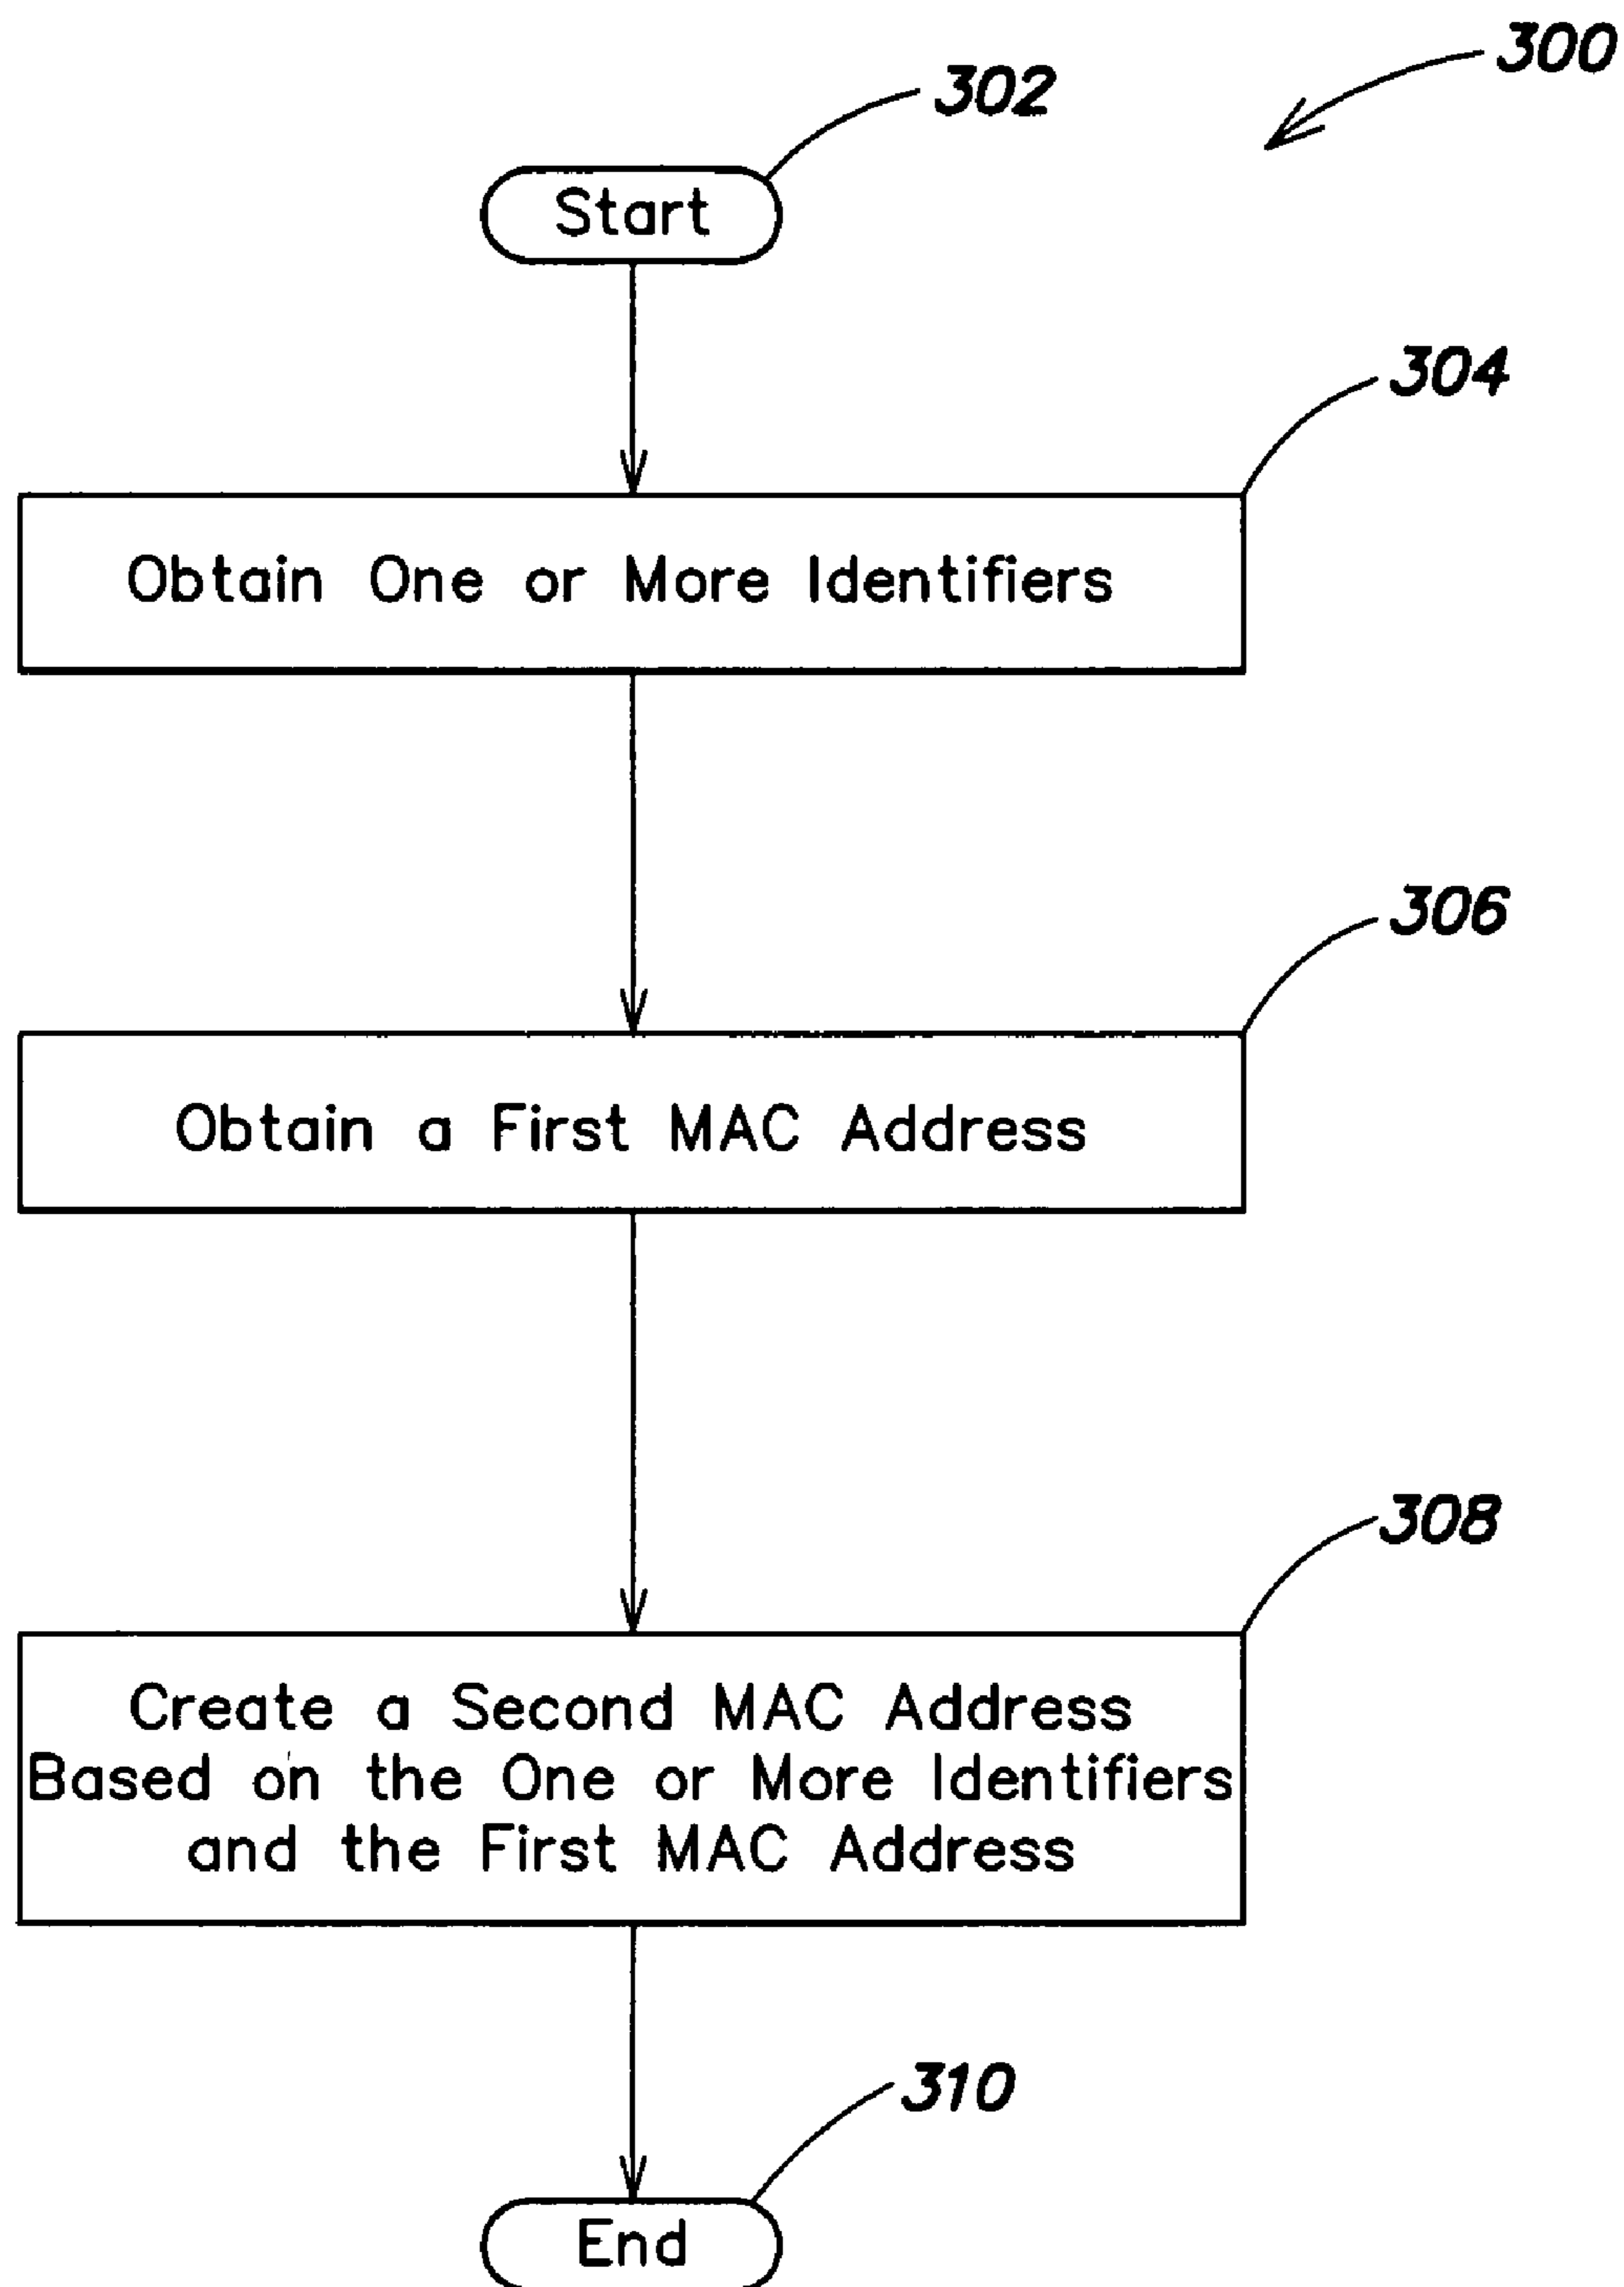 300
302
Start
304
Obtain One or More Identifiers
306
Obtain a First MAC Address
308
Create a Second MAC Address
Based on the One or More Identifiers
and the First MAC Address
310
End